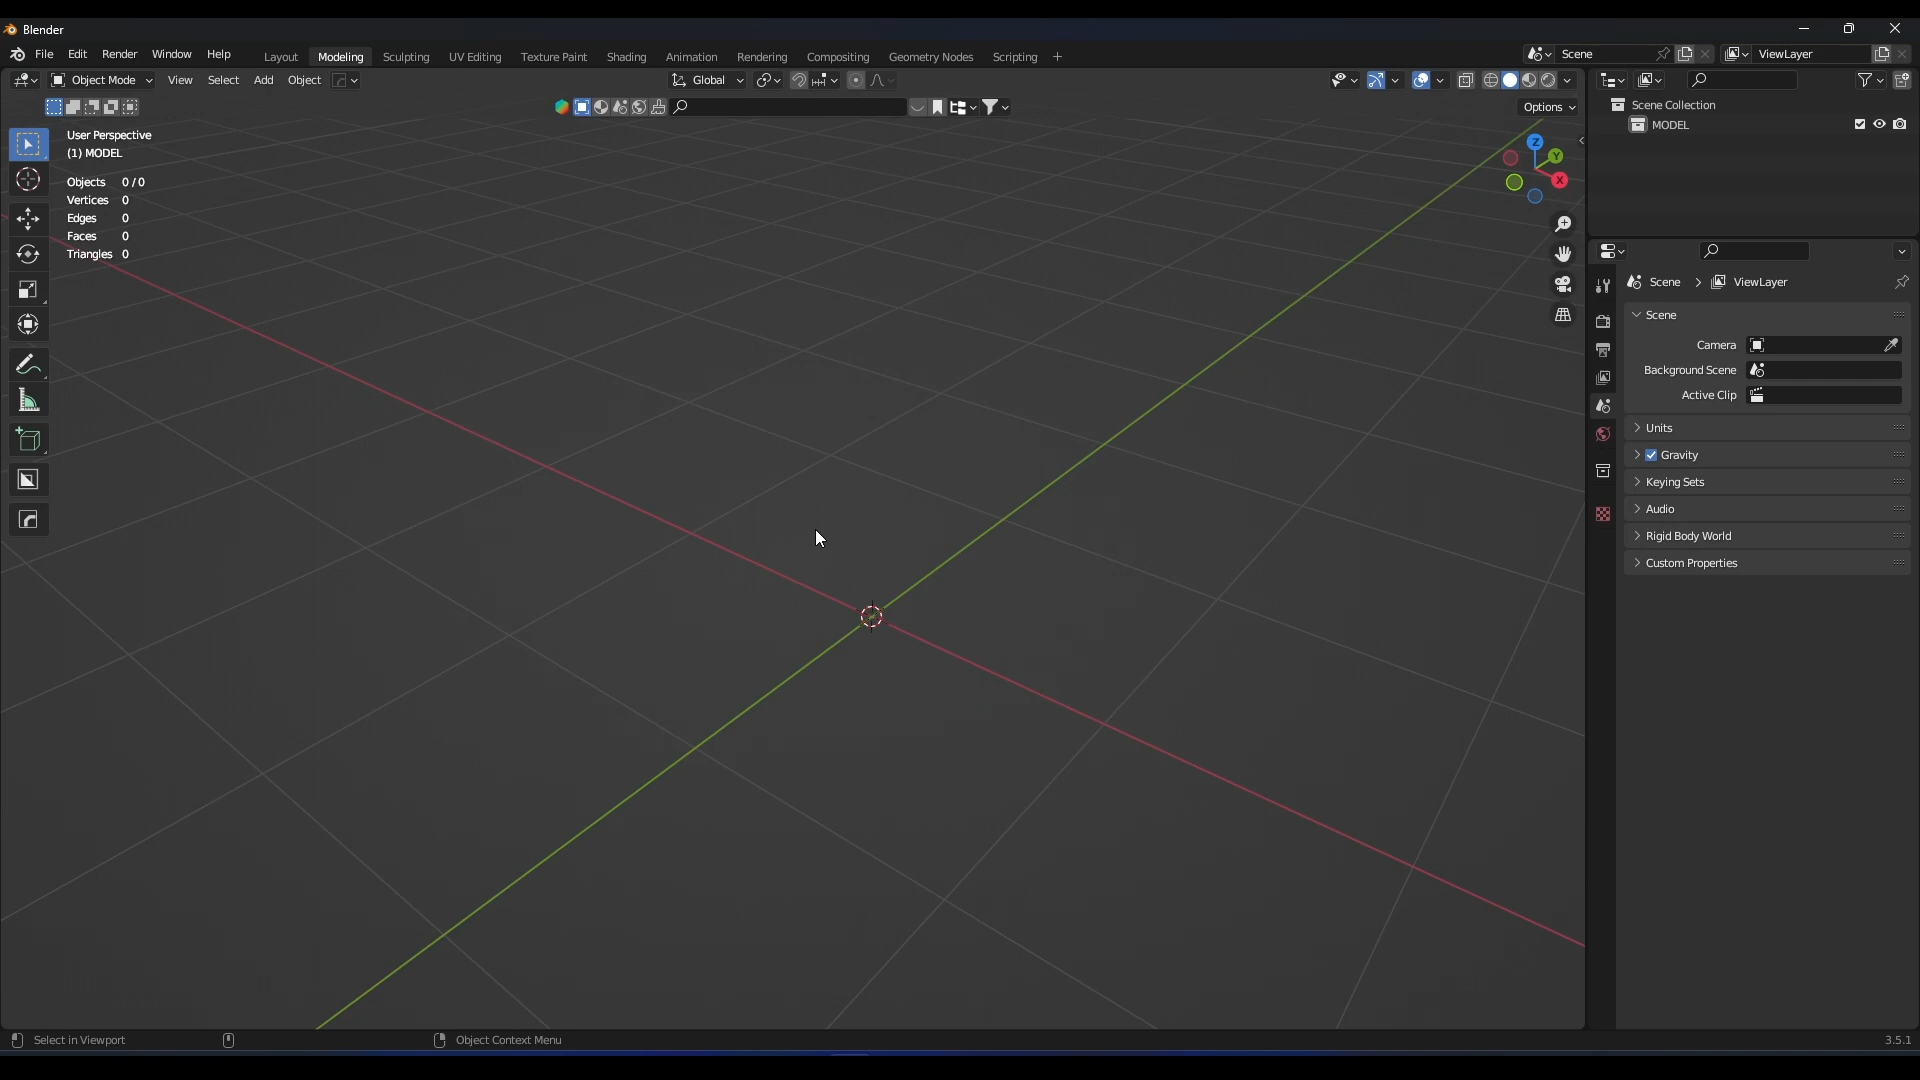 Blender
File Edit Render Window Help Layout Modeling Sculpting UV Editing Texture Paint Shading Animation Rendering Compositing Geometry Nodes Scripting + Scene ViewLayer
Object Mode View Select Add Object Global
Options
User Perspective
(1) MODEL
Objects 0/0
Vertices 0
Edges 0
Faces 0
Triangles 0
Z
Y
X
Scene Collection
MODEL
Scene > ViewLayer
Scene
Camera
Background Scene
Active Clip
Units
Gravity
Keying Sets
Audio
Rigid Body World
Custom Properties
Select in Viewport Object Context Menu 3.5.1